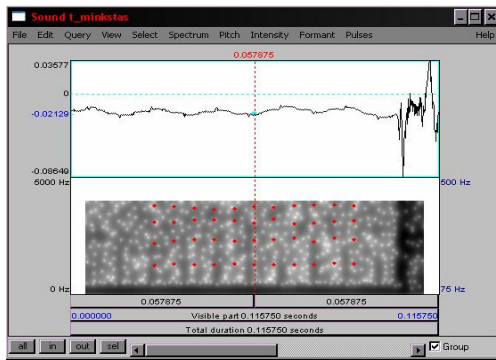 Sound t_minkstas
File Edit Query View Select Spectrum Pitch Intensity Formant Pulses Help
0.057875
0.03577
0
-0.02129
-0.08640
5000 Hz
500 Hz
0 Hz
75 Hz
0.057875 0.057875
0.000000 Visible part 0.115750 seconds 0.115750
Total duration 0.115750 seconds
all in out sel Group